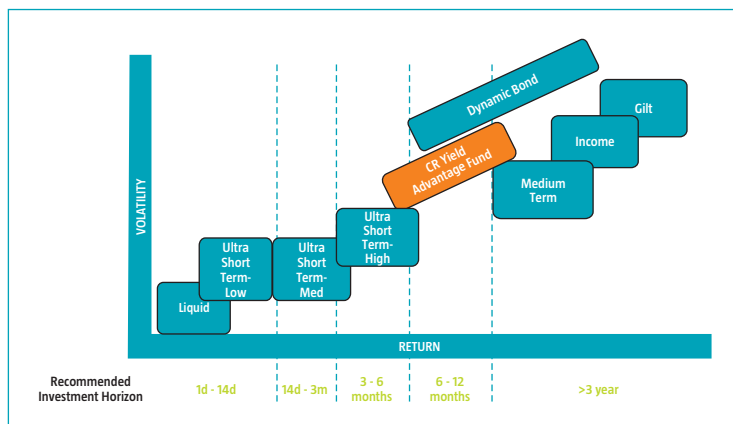 VOLATILITY
Dynamic Bond
Gilt
Income
CR Yield
Advantage Fund
Medium
Term
Ultra
Short
Term-
High
Ultra
Short
Term-
Med
Ultra
Short
Term-
Low
Liquid
RETURN
Recommended
Investment Horizon
1d - 14d
14d - 3m
3 - 6
months
6 - 12
months
>3 year